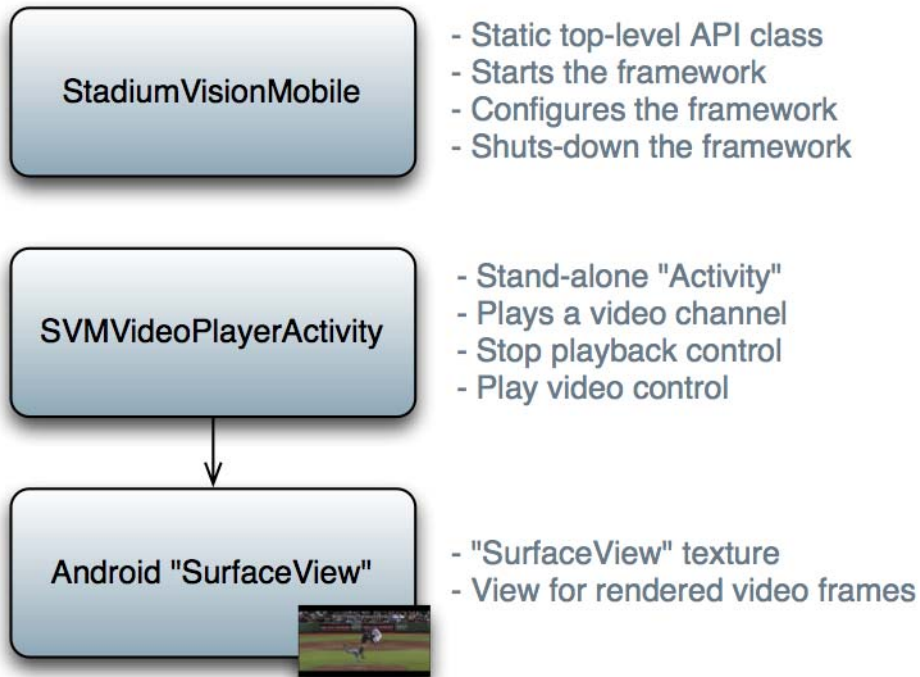 StadiumVisionMobile
- Static top-level API class
- Starts the framework
- Configures the framework
- Shuts-down the framework
SVMVideoPlayerActivity
- Stand-alone "Activity"
- Plays a video channel
- Stop playback control
- Play video control
Android "SurfaceView"
- "SurfaceView" texture
- View for rendered video frames